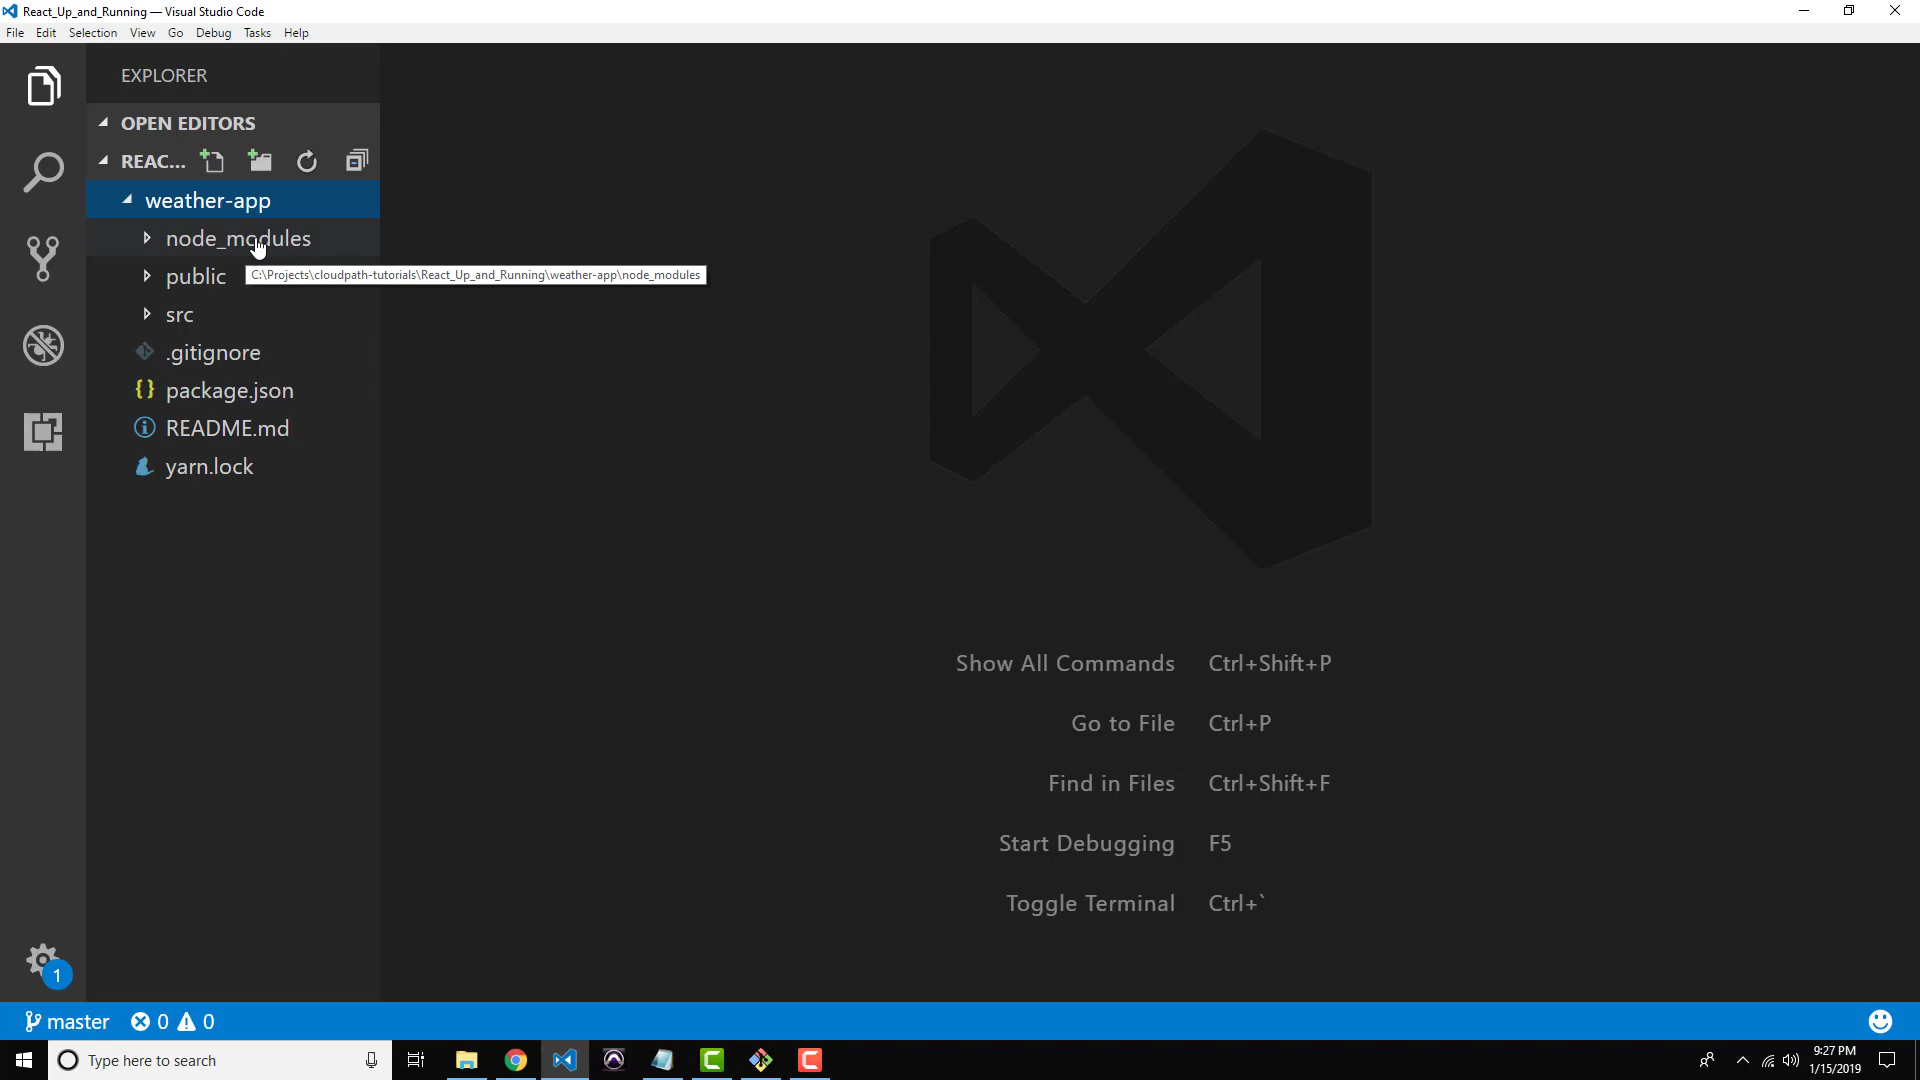 React_Up_and_Running — Visual Studio Code
File Edit Selection View Go Debug Tasks Help
EXPLORER
OPEN EDITORS
REAC...
weather-app
node_modules
C:\Projects\cloudpath-tutorials\React_Up_and_Running\weather-app\node_modules
public
src
.gitignore
package.json
README.md
yarn.lock
Show All Commands Ctrl+Shift+P
Go to File Ctrl+P
Find in Files Ctrl+Shift+F
Start Debugging F5
Toggle Terminal Ctrl+`
1
master 0 0
Type here to search
9:27 PM
1/15/2019